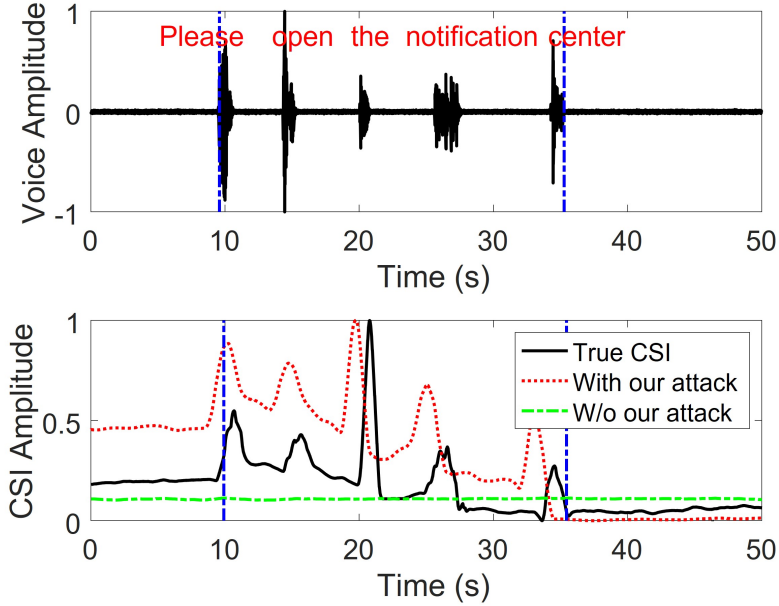 1
Please open the notification center
Voice Amplitude
0
-1
0 10 20 30 40 50
Time (s)
1
True CSI
With our attack
W/o our attack
CSI Amplitude
0.5
0
0 10 20 30 40 50
Time (s)